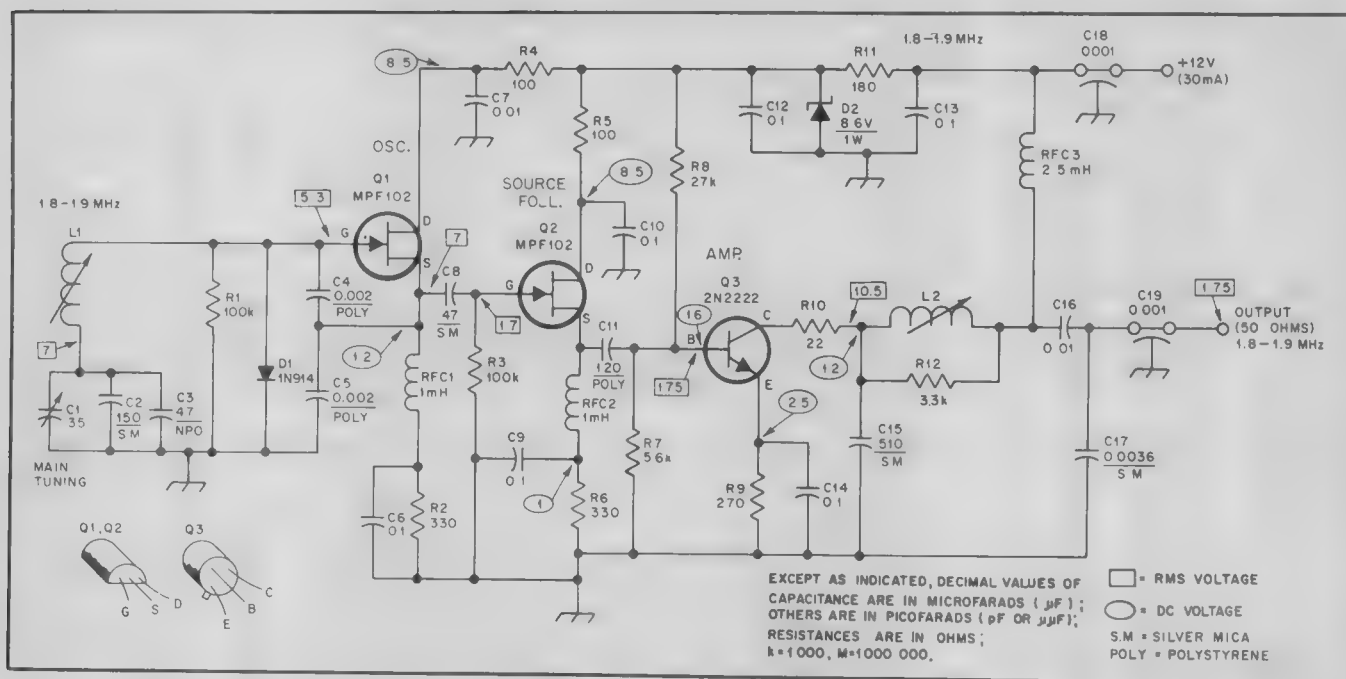 8.5
R4
100
1.8-1.9 MHz
R11
180
C18
0001
+12V
(30mA)
C7
0.01
R5
100
C12
0.1
D2
8.6V
1W
C13
0.1
OSC.
Q1
MPF102
SOURCE
FOLL.
8.5
R8
27k
RFC3
2.5mH
1.8-1.9 MHz
5.3
D
Q2
MPF102
C10
0.1
L1
G
S
7
C8
47
SM
D
AMP.
Q3
2N2222
C4
0.002
POLY
G
1.7
S
C11
120
POLY
16
B
C
R10
22
10.5
L2
C16
0.01
C19
0.001
1.75
OUTPUT
(50 OHMS)
1.8-1.9 MHz
R1
100k
7
D1
1N914
1.2
R3
100k
RFC1
1mH
RFC2
1mH
1.75
E
12
R12
3.3k
C1
35
C2
150
S M
C3
47
NPO
C5
0.002
POLY
2.5
MAIN
TUNING
C9
0.1
R7
5.6k
C15
510
S M
C17
0.0036
S M
C6
0.1
R2
330
1
R6
330
R9
270
C14
0.1
Q1, Q2
Q3
G S D
E B C
EXCEPT AS INDICATED, DECIMAL VALUES OF
CAPACITANCE ARE IN MICROFARADS (µF);
OTHERS ARE IN PICOFARADS (pF OR µµF);
RESISTANCES ARE IN OHMS;
k=1000, M=1000 000.
= RMS VOLTAGE
= DC VOLTAGE
S.M = SILVER MICA
POLY = POLYSTYRENE